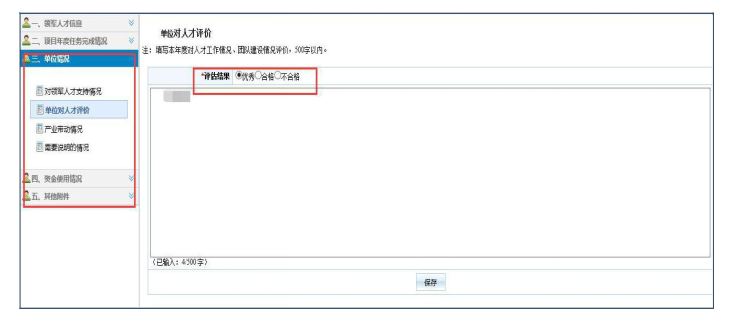 一、领军人才信息
二、项目年度任务完成情况
三、单位情况
对领军人才支持情况
单位对人才评价
产业带动情况
需要说明的情况
四、资金使用情况
五、其他附件
单位对人才评价
注：填写本年度对人才工作情况、团队建设情况评价，500字以内。
*评估结果 优秀 合格 不合格
(已输入：4/500字)
保存